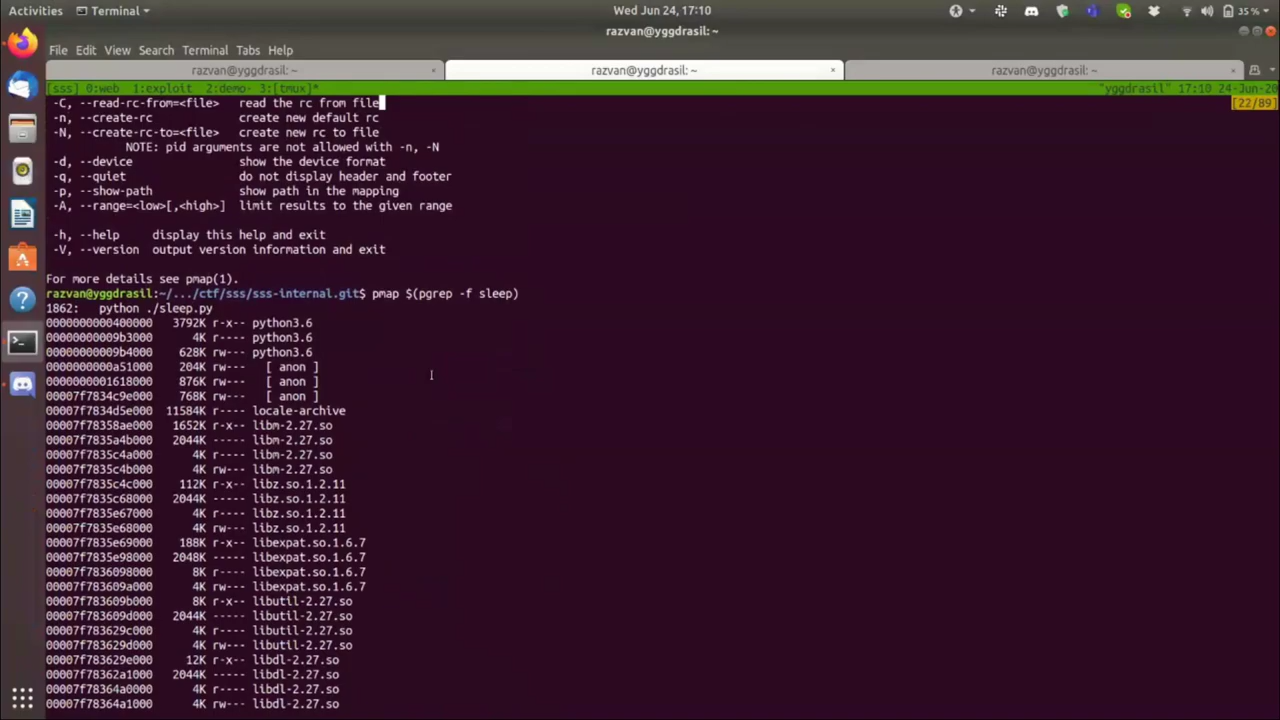 Activities Terminal Wed Jun 24, 17:10 35 %
razvan@yggdrasil: ~
File Edit View Search Terminal Tabs Help
razvan@yggdrasil: ~ × razvan@yggdrasil: ~ × razvan@yggdrasil: ~ ×
[sss] 0:web 1:exploit 2:demo- 3:[tmux]* "yggdrasil" 17:10 24-Jun-20
-C, --read-rc-from=<file> read the rc from file [22/89]
-n, --create-rc create new default rc
-N, --create-rc-to=<file> create new rc to file
NOTE: pid arguments are not allowed with -n, -N
-d, --device show the device format
-q, --quiet do not display header and footer
-p, --show-path show path in the mapping
-A, --range=<low>[,<high>] limit results to the given range
-h, --help display this help and exit
-V, --version output version information and exit
For more details see pmap(1).
razvan@yggdrasil:~/.../ctf/sss/sss-internal.git$ pmap $(pgrep -f sleep)
1862: python ./sleep.py
0000000000400000 3792K r-x-- python3.6
00000000009b3000 4K r---- python3.6
00000000009b4000 628K rw--- python3.6
0000000000a51000 204K rw--- [ anon ]
0000000001618000 876K rw--- [ anon ]
00007f7834c9e000 768K rw--- [ anon ]
00007f7834d5e000 11584K r---- locale-archive
00007f78358ae000 1652K r-x-- libm-2.27.so
00007f7835a4b000 2044K ----- libm-2.27.so
00007f7835c4a000 4K r---- libm-2.27.so
00007f7835c4b000 4K rw--- libm-2.27.so
00007f7835c4c000 112K r-x-- libz.so.1.2.11
00007f7835c68000 2044K ----- libz.so.1.2.11
00007f7835e67000 4K r---- libz.so.1.2.11
00007f7835e68000 4K rw--- libz.so.1.2.11
00007f7835e69000 188K r-x-- libexpat.so.1.6.7
00007f7835e98000 2048K ----- libexpat.so.1.6.7
00007f7836098000 8K r---- libexpat.so.1.6.7
00007f783609a000 4K rw--- libexpat.so.1.6.7
00007f783609b000 8K r-x-- libutil-2.27.so
00007f783609d000 2044K ----- libutil-2.27.so
00007f783629c000 4K r---- libutil-2.27.so
00007f783629d000 4K rw--- libutil-2.27.so
00007f783629e000 12K r-x-- libdl-2.27.so
00007f78362a1000 2044K ----- libdl-2.27.so
00007f78364a0000 4K r---- libdl-2.27.so
00007f78364a1000 4K rw--- libdl-2.27.so